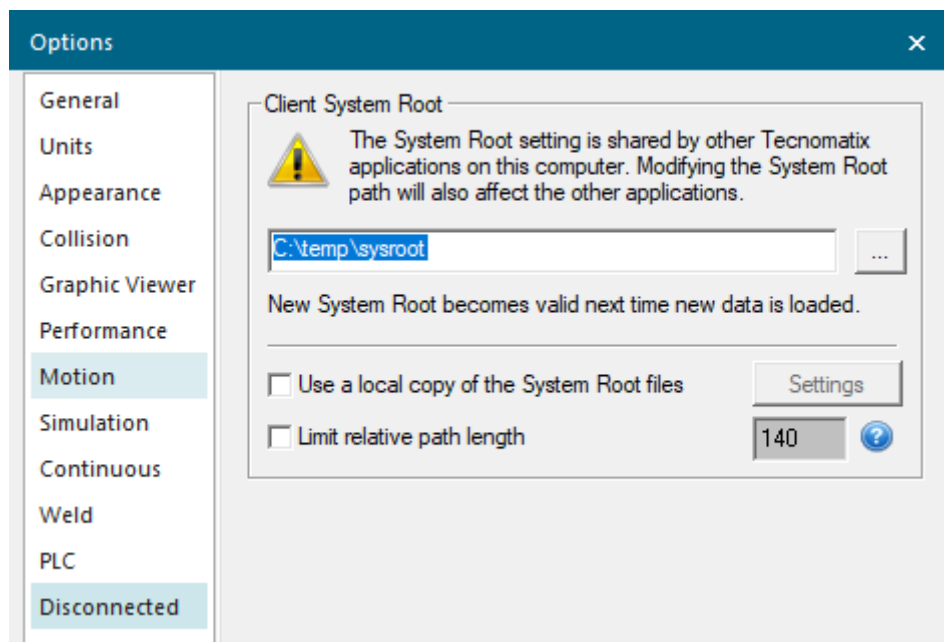 Options
General
Units
Appearance
Collision
Graphic Viewer
Performance
Motion
Simulation
Continuous
Weld
PLC
Disconnected
Client System Root
The System Root setting is shared by other Tecnomatix
applications on this computer. Modifying the System Root
path will also affect the other applications.
C:\temp\sysroot
...
New System Root becomes valid next time new data is loaded.
Use a local copy of the System Root files
Settings
Limit relative path length
140
?